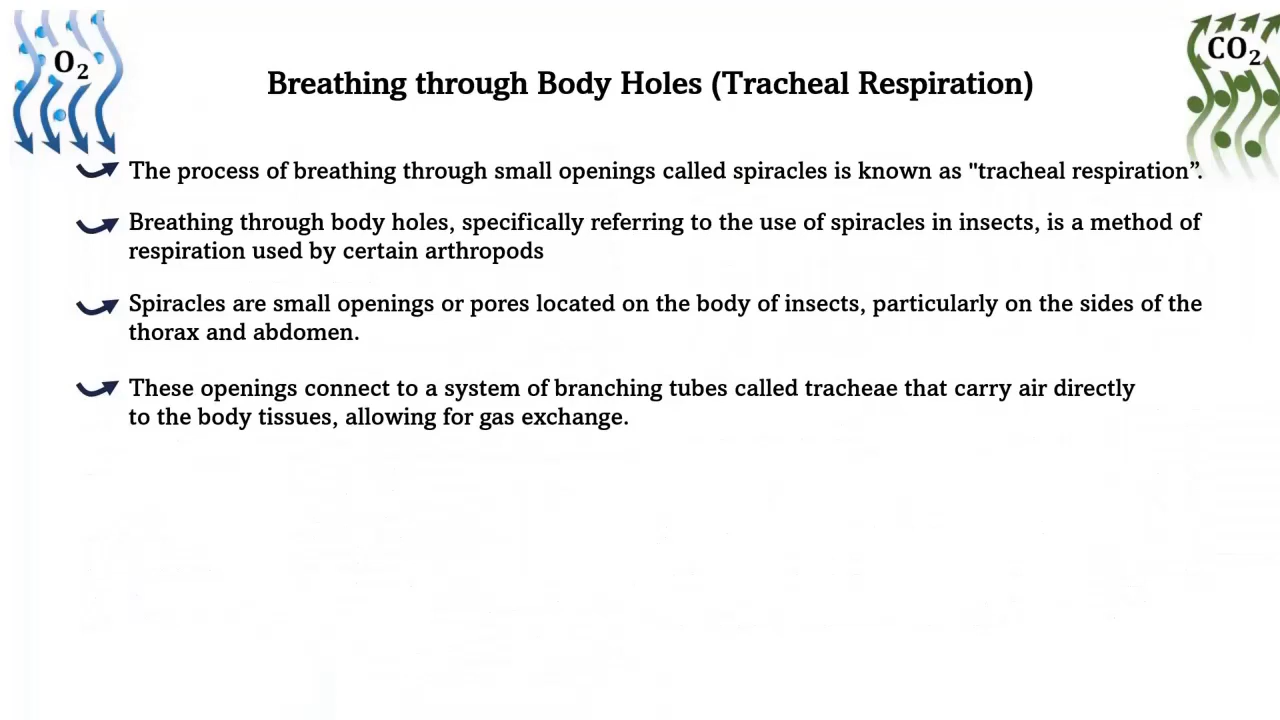 O₂
CO₂
Breathing through Body Holes (Tracheal Respiration)
The process of breathing through small openings called spiracles is known as "tracheal respiration”.
Breathing through body holes, specifically referring to the use of spiracles in insects, is a method of
respiration used by certain arthropods
Spiracles are small openings or pores located on the body of insects, particularly on the sides of the
thorax and abdomen.
These openings connect to a system of branching tubes called tracheae that carry air directly
to the body tissues, allowing for gas exchange.